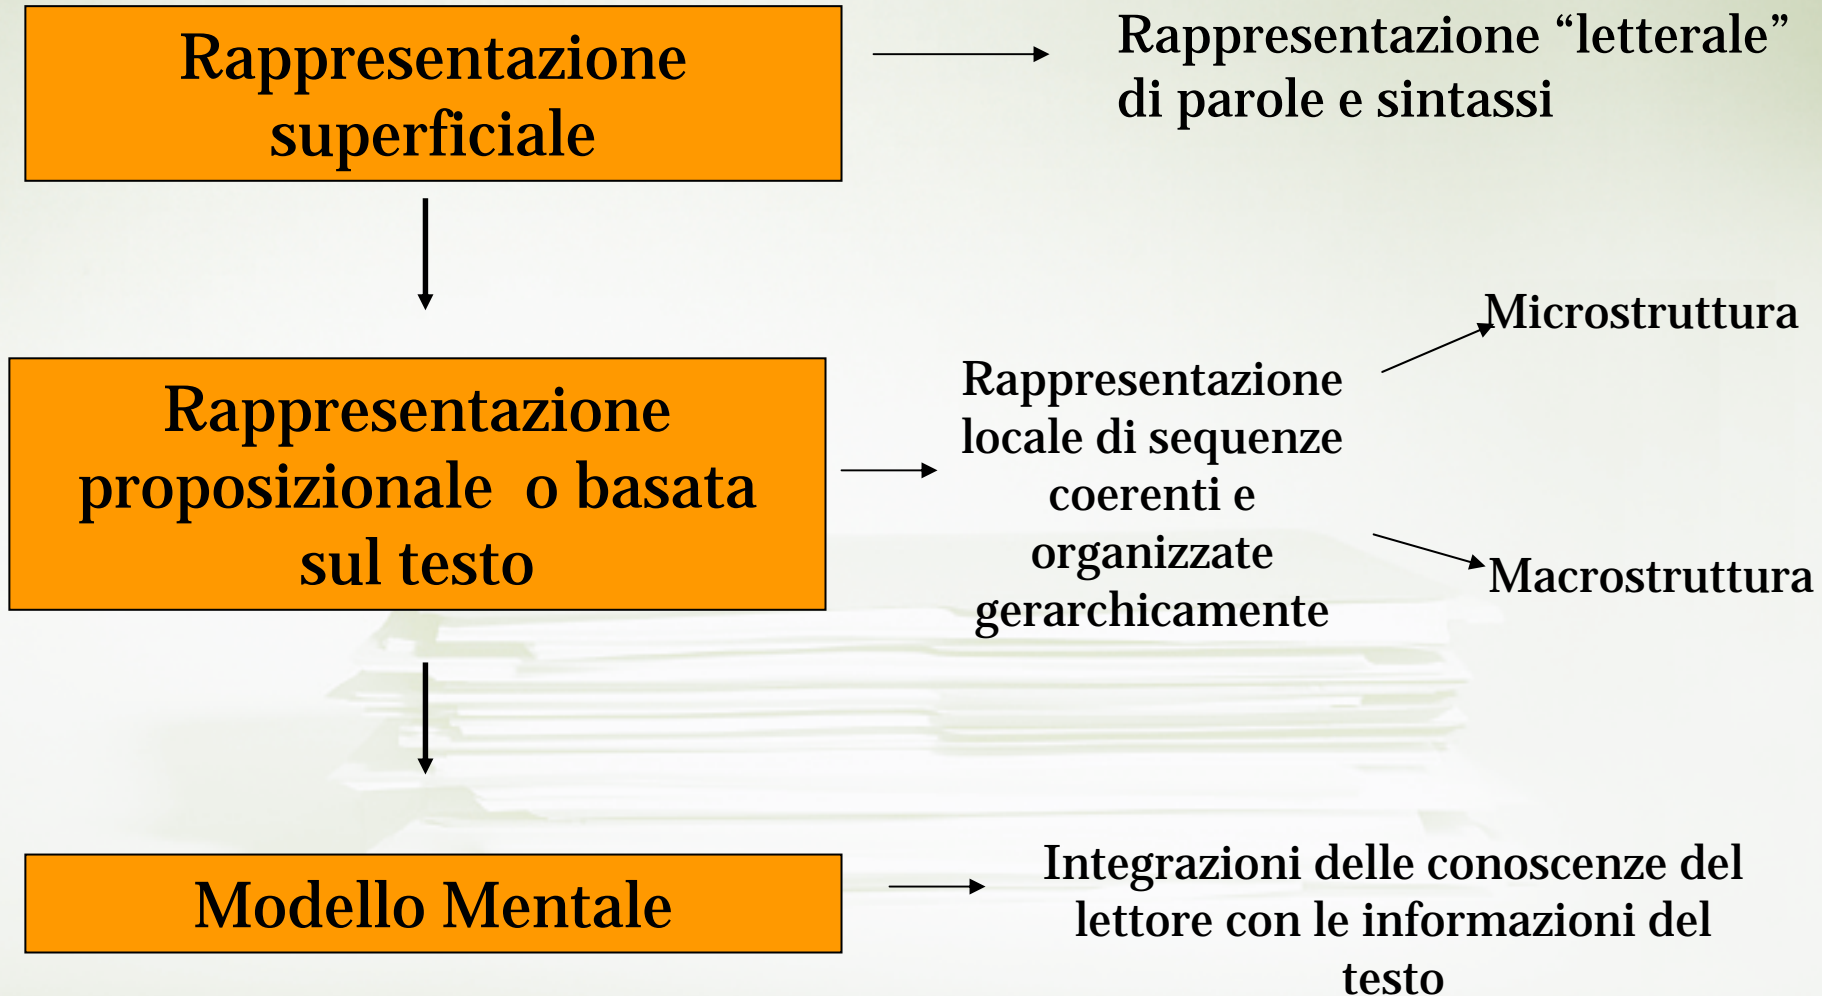 Rappresentazione
superficiale
Rappresentazione “letterale”
di parole e sintassi
Rappresentazione
proposizionale o basata
sul testo
Rappresentazione
locale di sequenze
coerenti e
organizzate
gerarchicamente
Microstruttura
Macrostruttura
Modello Mentale
Integrazioni delle conoscenze del
lettore con le informazioni del
testo